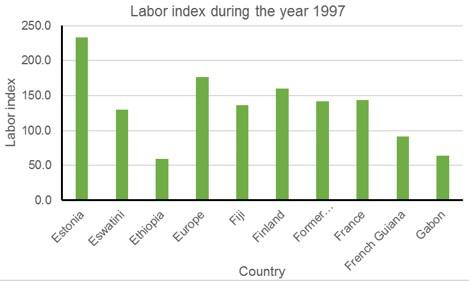 Labor index during the year 1997
250.0
200.0
150.0
100.0
50.0
0.0
Labor index
Estonia
Eswatini
Ethiopia
Europe
Fiji
Finland
Former...
France
French Guiana
Gabon
Country